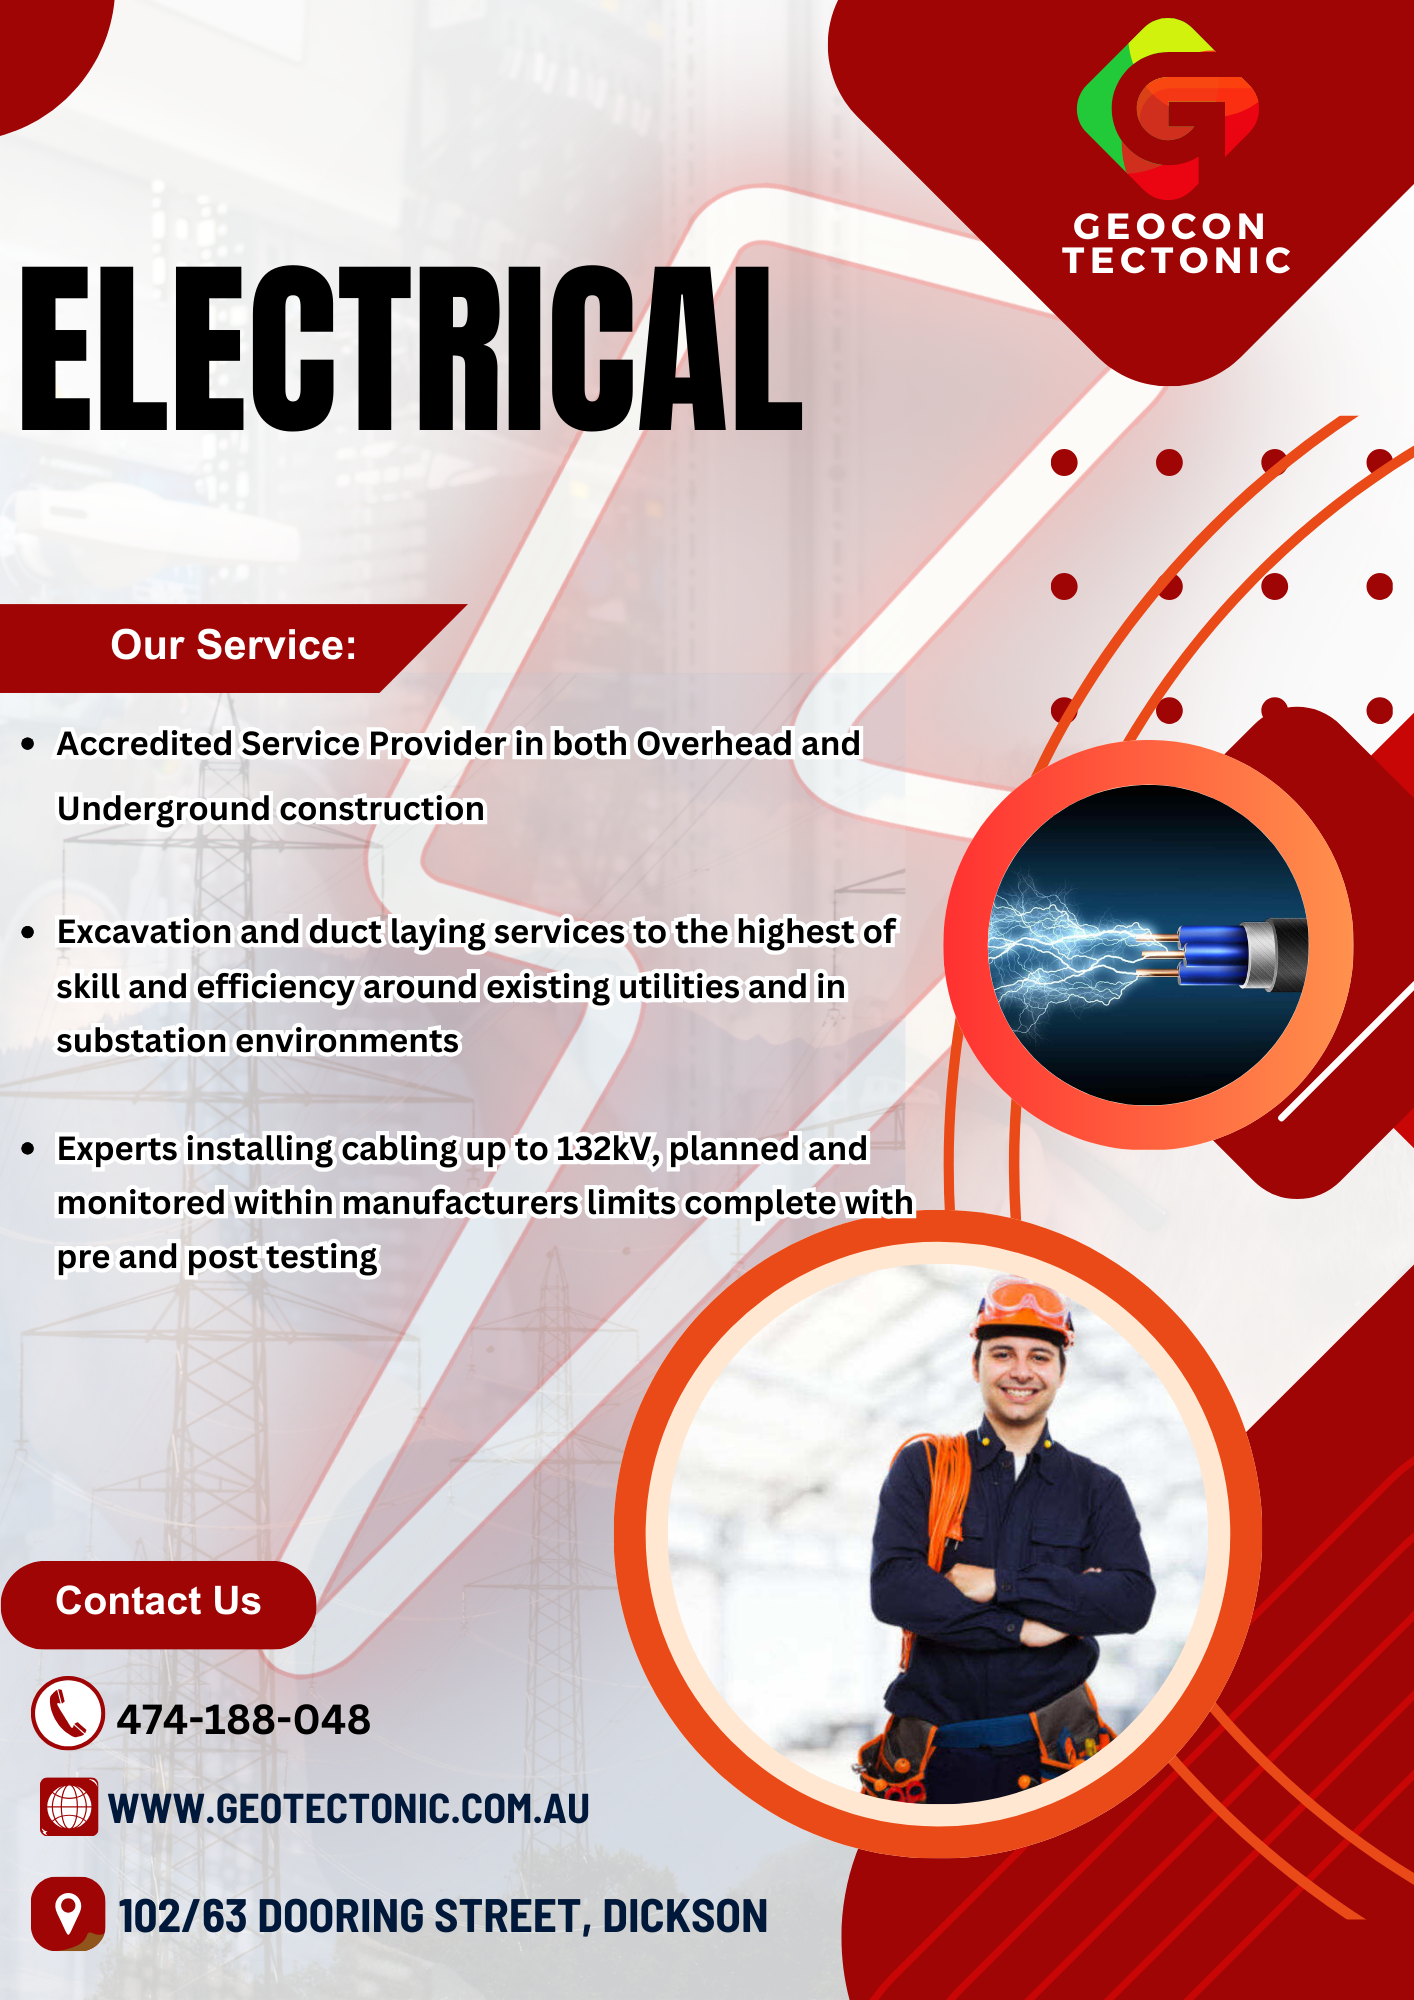 GEOCON
TECTONIC
ELECTRICAL
Our Service:
• Accredited Service Provider in both Overhead and
Underground construction
• Excavation and duct laying services to the highest of
skill and efficiency around existing utilities and in
substation environments
• Experts installing cabling up to 132kV, planned and
monitored within manufacturers limits complete with
pre and post testing
Contact Us
474-188-048
WWW.GEOTECTONIC.COM.AU
102/63 DOORING STREET, DICKSON